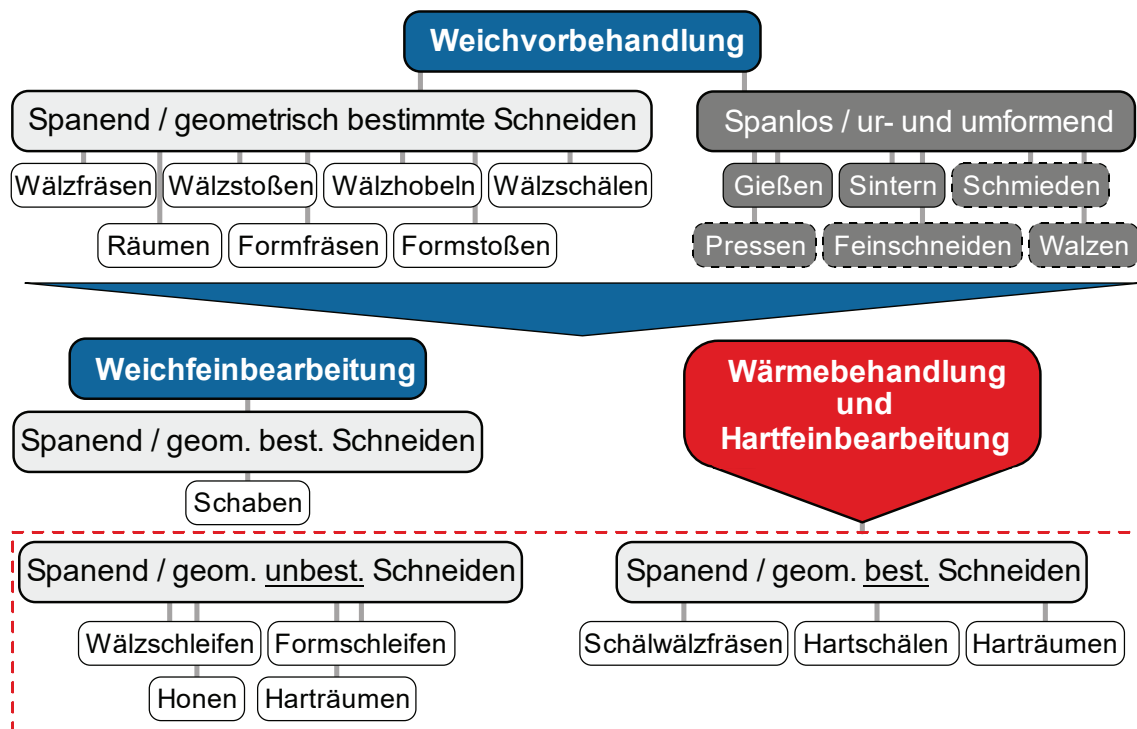 Weichvorbehandlung
Spanend / geometrisch bestimmte Schneiden
Spanlos / ur- und umformend
Wälzfräsen
Wälzstoßen
Wälzhobeln
Wälzschälen
Gießen
Sintern
Schmieden
Räumen
Formfräsen
Formstoßen
Pressen
Feinschneiden
Walzen
Weichfeinbearbeitung
Wärmebehandlung
und
Hartfeinbearbeitung
Spanend / geom. best. Schneiden
Schaben
Spanend / geom. unbest. Schneiden
Spanend / geom. best. Schneiden
Wälzschleifen
Formschleifen
Schälwälzfräsen
Hartschälen
Harträumen
Honen
Harträumen